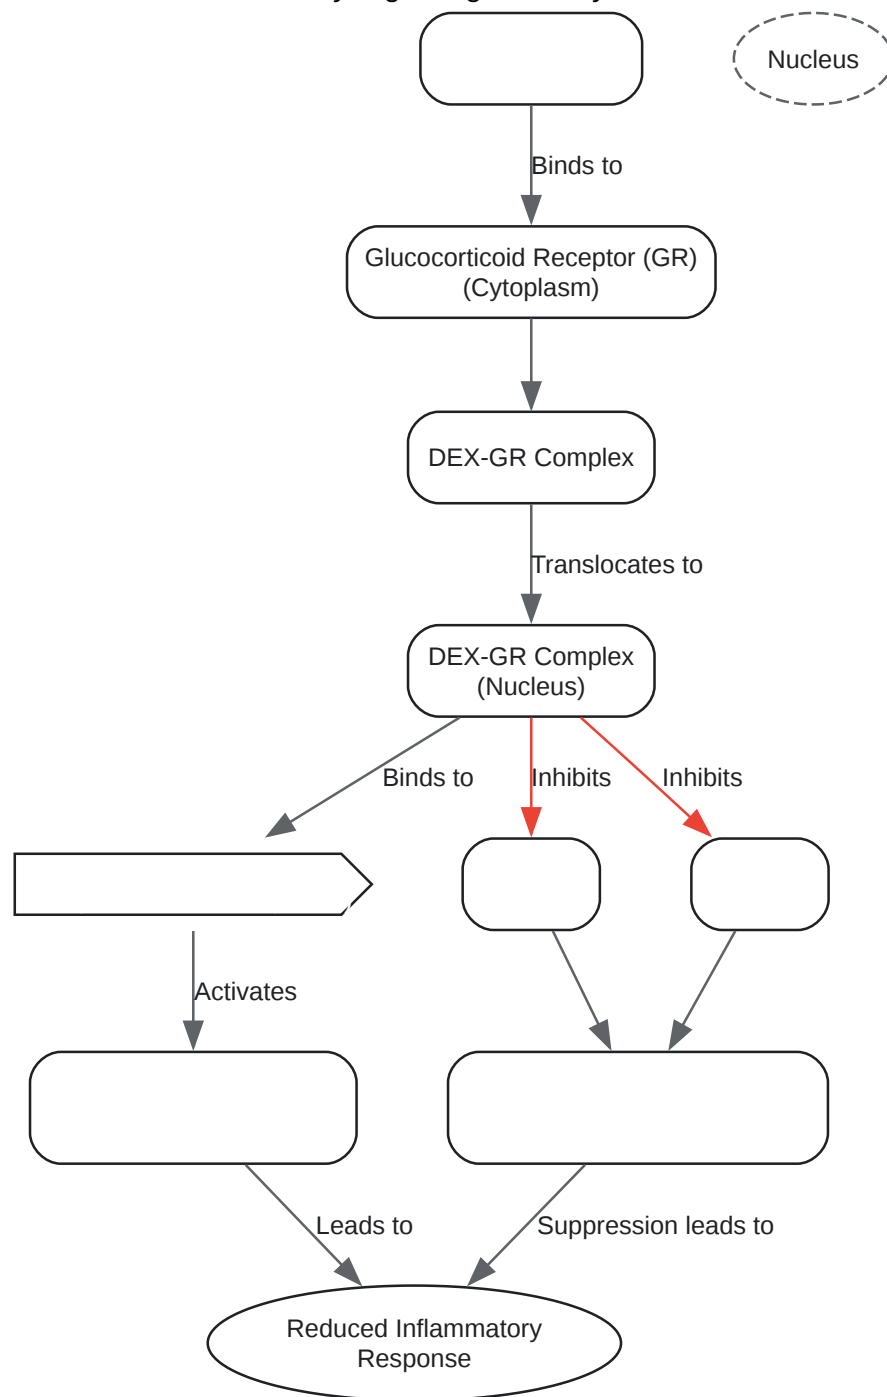 Nucleus
Binds to
Glucocorticoid Receptor (GR)
(Cytoplasm)
DEX-GR Complex
Translocates to
DEX-GR Complex
(Nucleus)
Binds to
Inhibits
Inhibits
Activates
Leads to
Suppression leads to
Reduced Inflammatory
Response